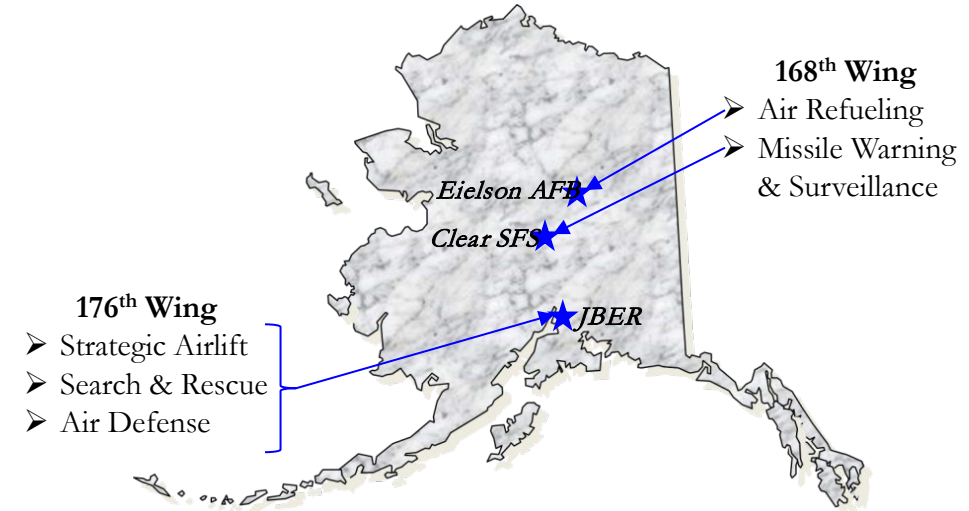 168th Wing
➢ Air Refueling
➢ Missile Warning
& Surveillance
Eielson AFB
Clear SFS
JBER
176th Wing
➢ Strategic Airlift
➢ Search & Rescue
➢ Air Defense